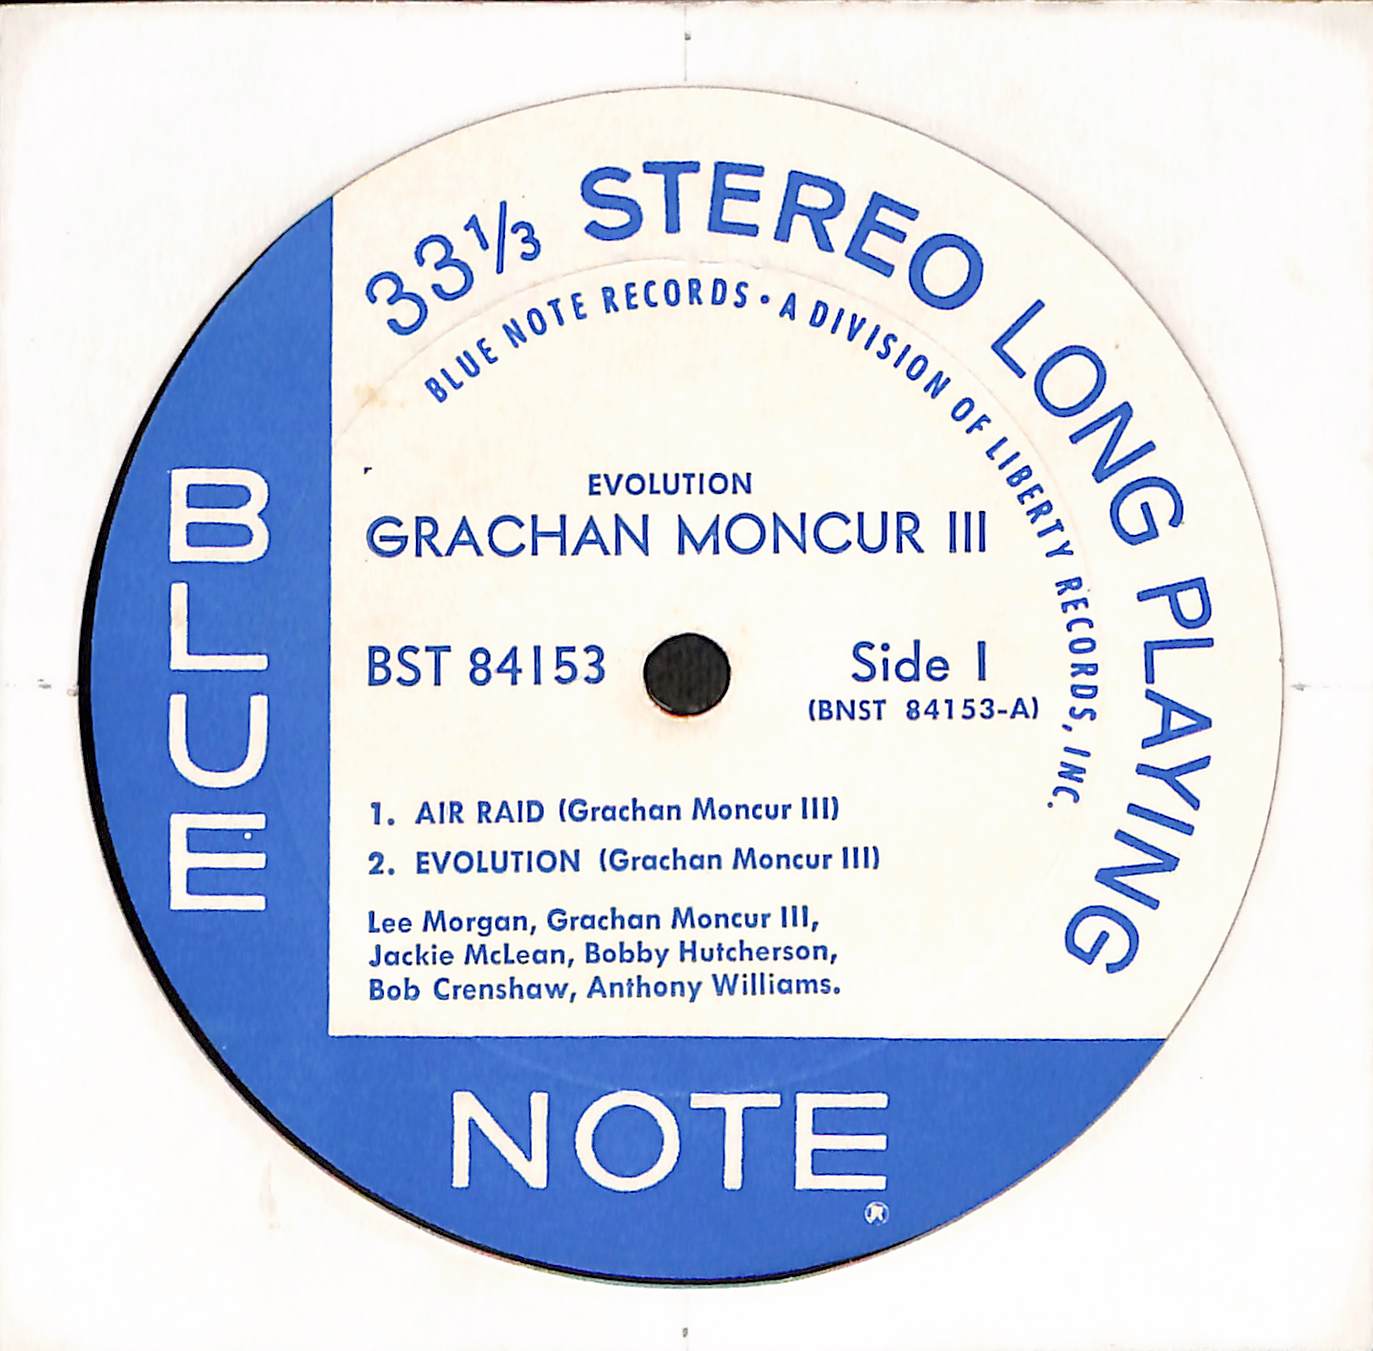 33⅓ STEREO LONG PLAYING
BLUE NOTE RECORDS • A DIVISION OF LIBERTY RECORDS, INC.
EVOLUTION
GRACHAN MONCUR III
BST 84153
Side 1
(BNST 84153-A)
1. AIR RAID (Grachan Moncur III)
2. EVOLUTION (Grachan Moncur III)
Lee Morgan, Grachan Moncur III,
Jackie McLean, Bobby Hutcherson,
Bob Crenshaw, Anthony Williams.
BLUE
NOTE
®